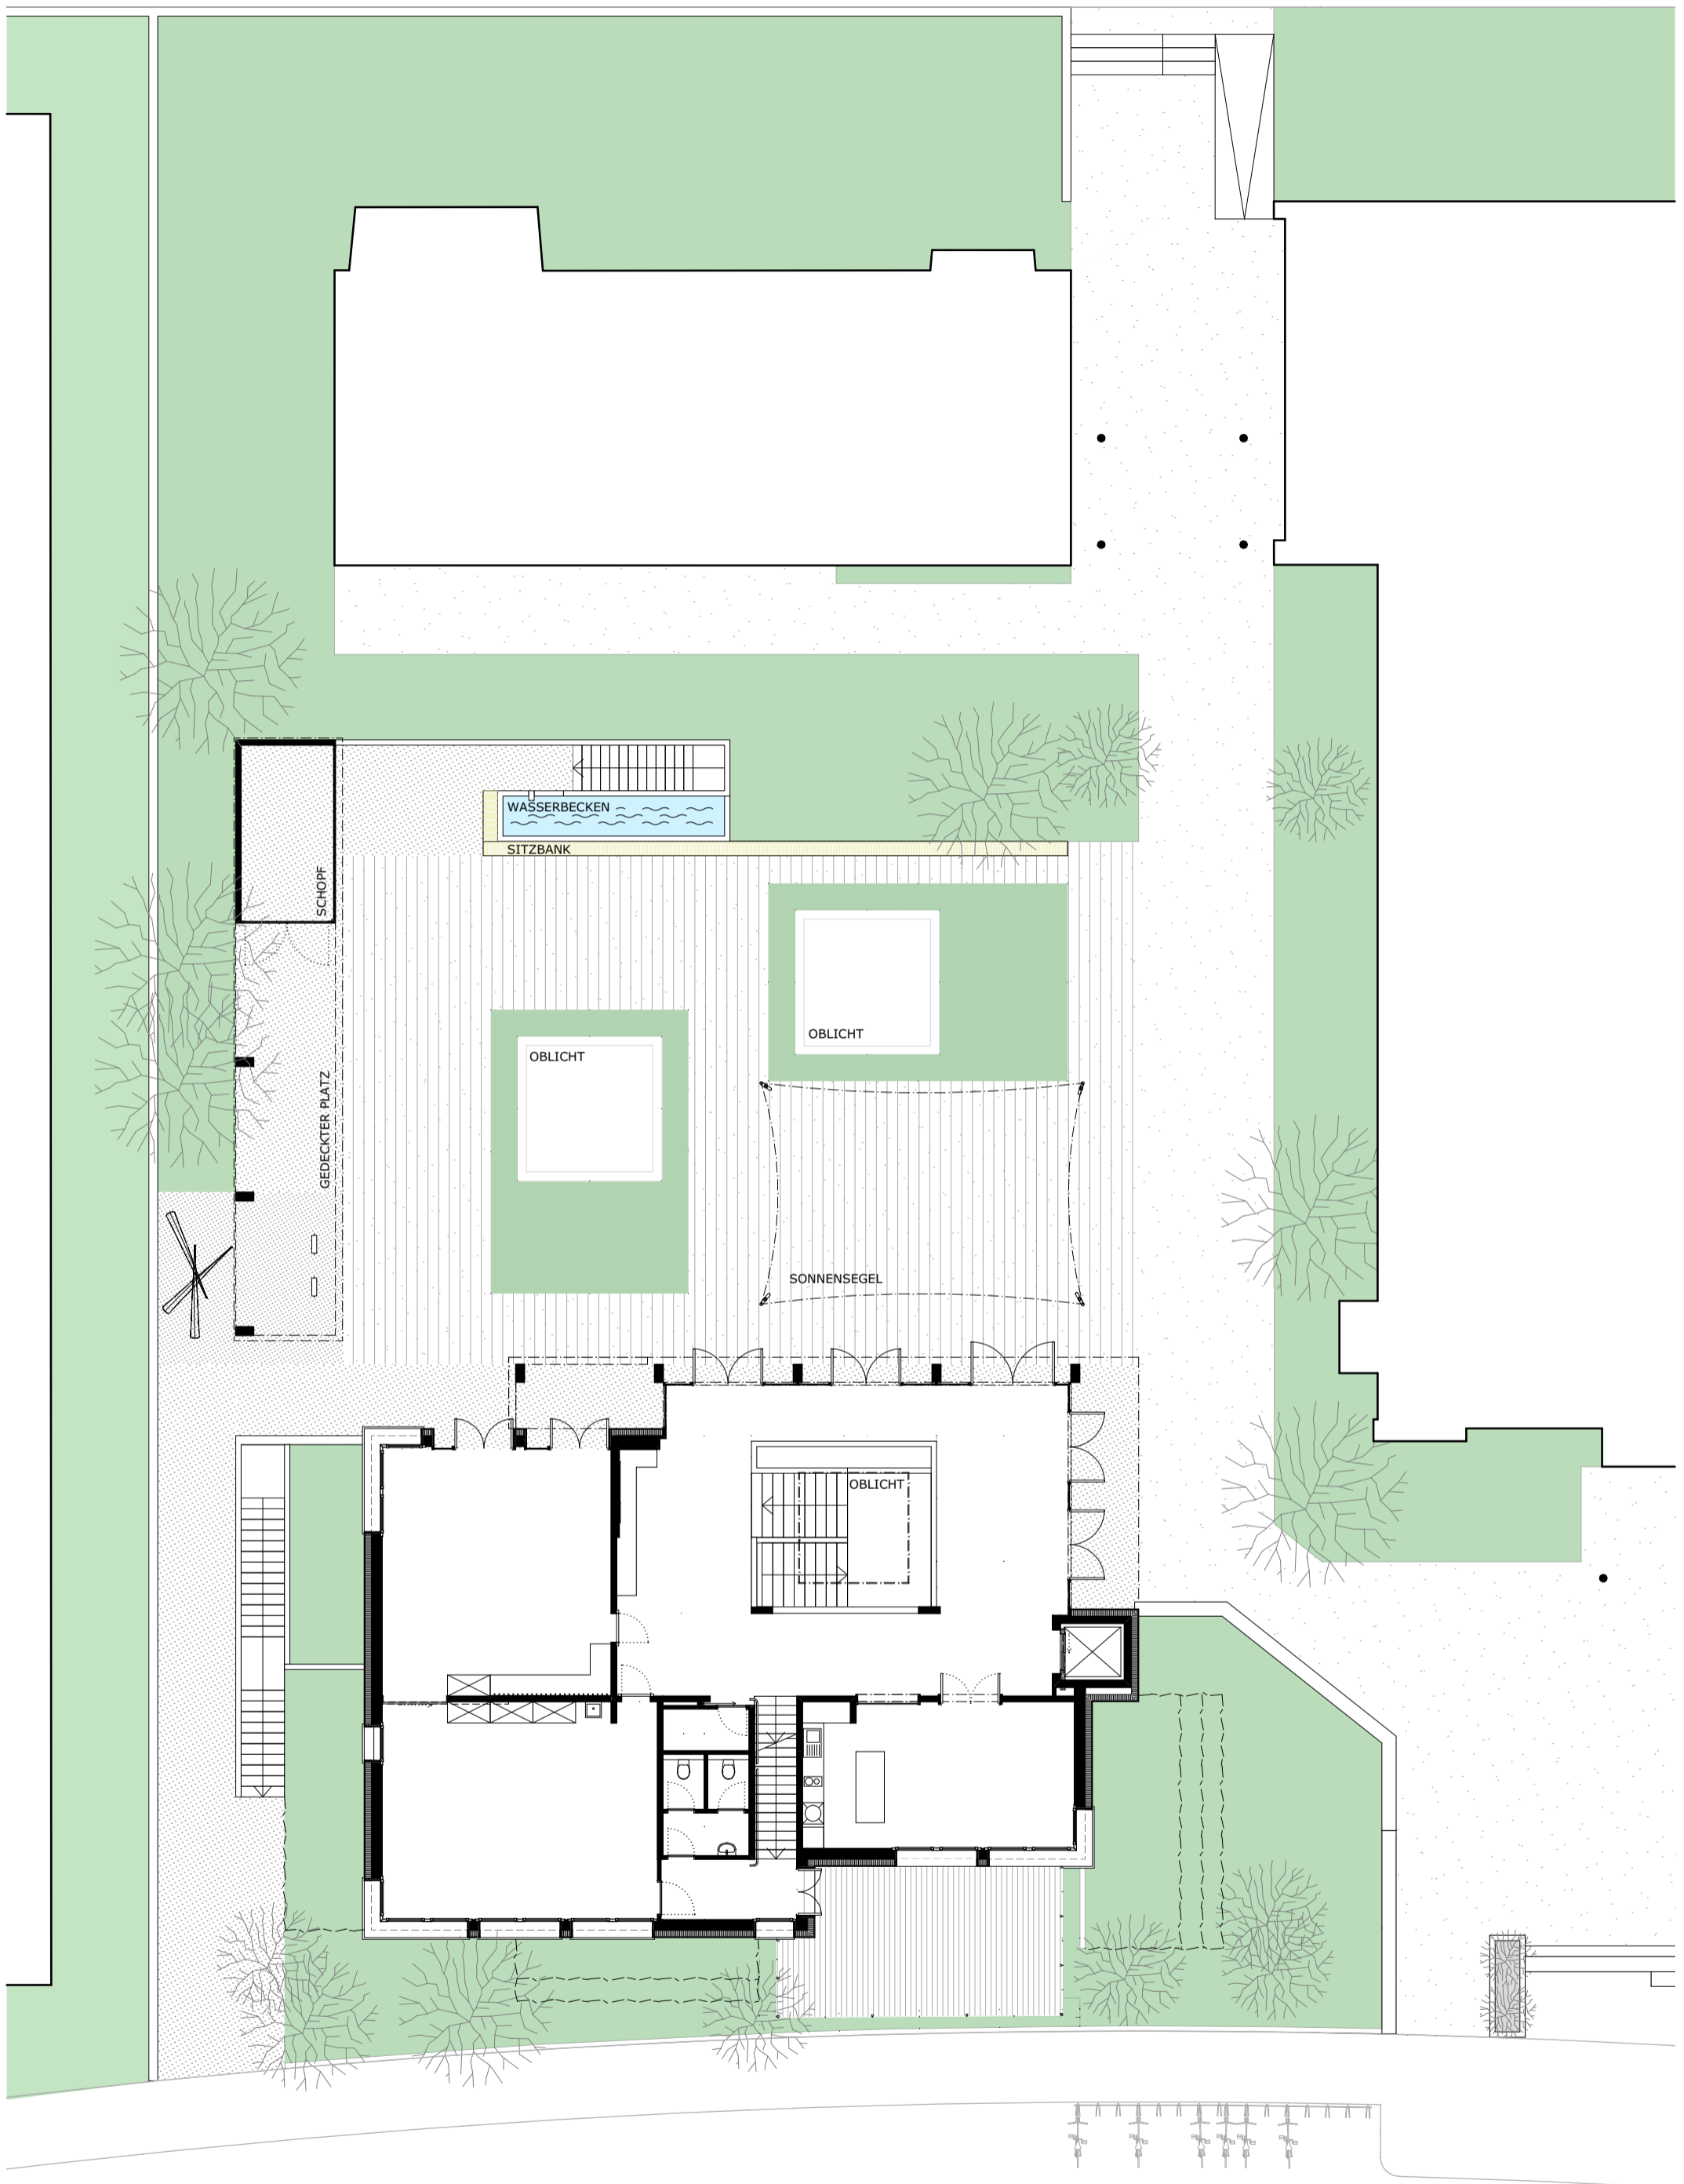 WASSERBECKEN
SITZBANK
SCHOPF
OBLICHT
OBLICHT
GEDECKTER PLATZ
SONNENSEGEL
OBLICHT